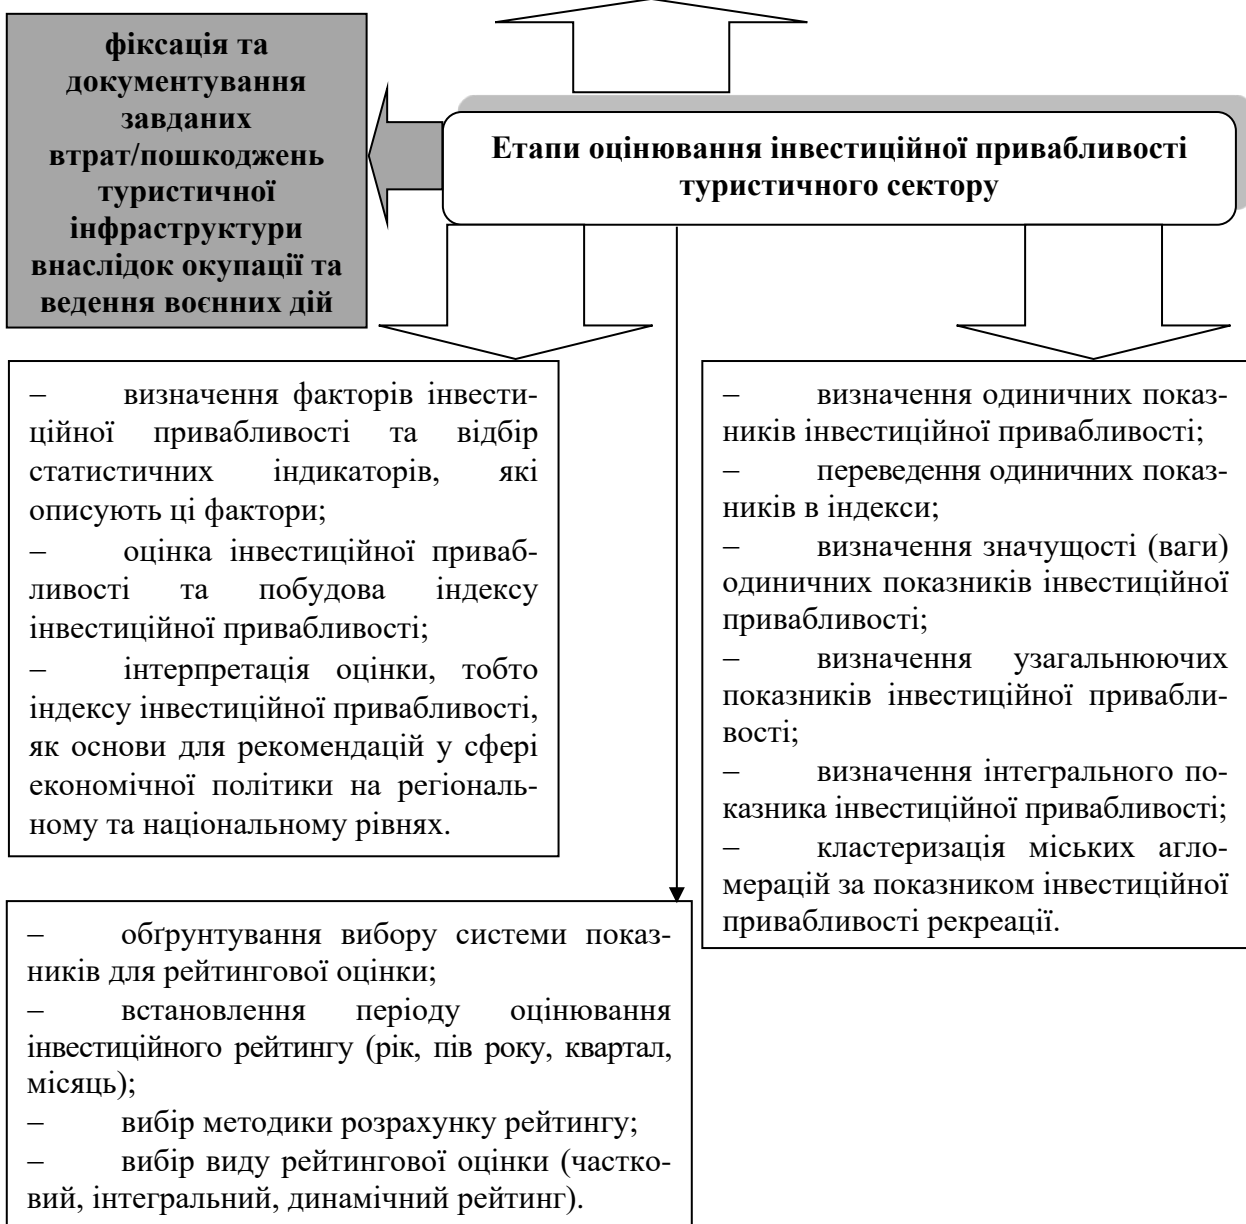 фіксація та
документування
завданих
втрат/пошкоджень
туристичної
інфраструктури
внаслідок окупації та
ведення воєнних дій
Етапи оцінювання інвестиційної привабливості
туристичного сектору
– визначення факторів інвести-
ційної привабливості та відбір
статистичних індикаторів, які
описують ці фактори;
– оцінка інвестиційної приваб-
ливості та побудова індексу
інвестиційної привабливості;
– інтерпретація оцінки, тобто
індексу інвестиційної привабливості,
як основи для рекомендацій у сфері
економічної політики на регіональ-
ному та національному рівнях.
– визначення одиничних показ-
ників інвестиційної привабливості;
– переведення одиничних показ-
ників в індекси;
– визначення значущості (ваги)
одиничних показників інвестиційної
привабливості;
– визначення узагальнюючих
показників інвестиційної привабли-
вості;
– визначення інтегрального по-
казника інвестиційної привабливості;
– кластеризація міських агло-
мерацій за показником інвестиційної
привабливості рекреації.
– обґрунтування вибору системи показ-
ників для рейтингової оцінки;
– встановлення періоду оцінювання
інвестиційного рейтингу (рік, пів року, квартал,
місяць);
– вибір методики розрахунку рейтингу;
– вибір виду рейтингової оцінки (частко-
вий, інтегральний, динамічний рейтинг).